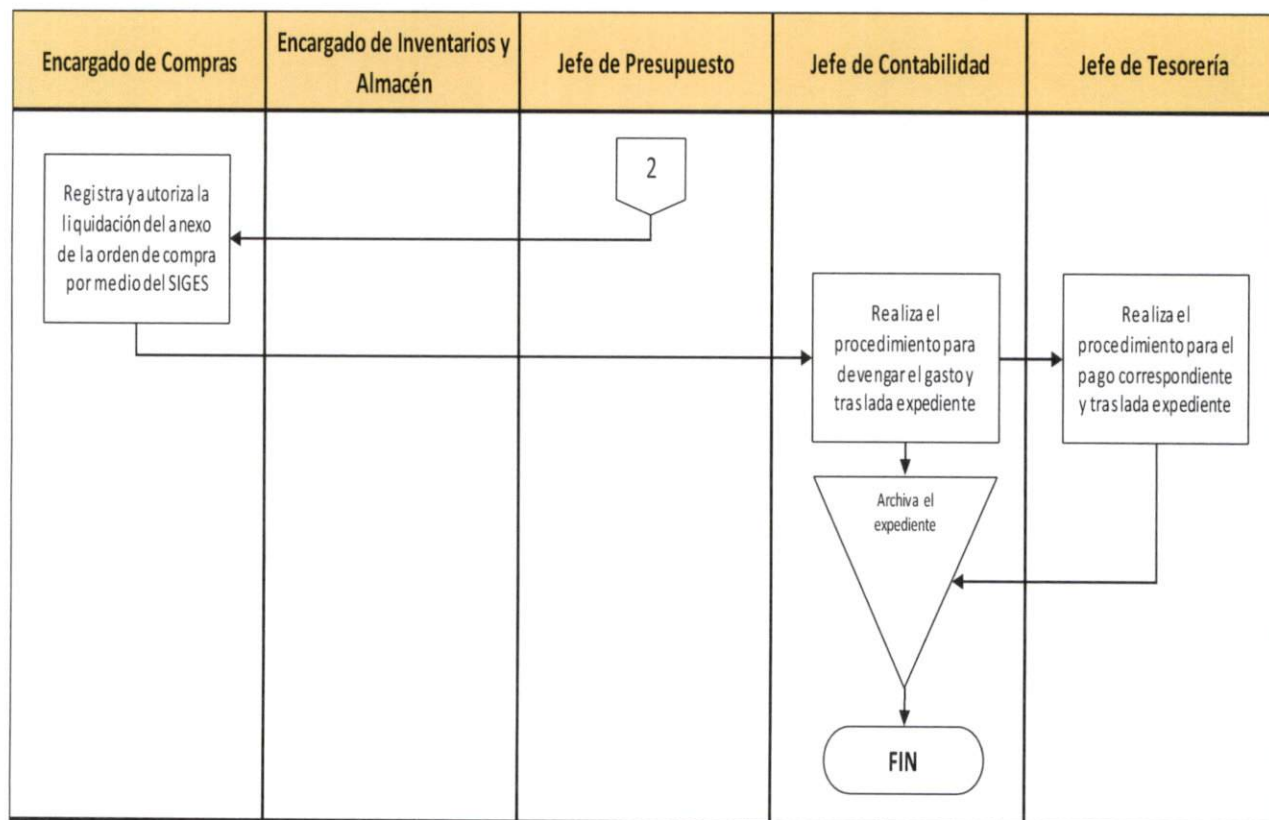 Encargado de Compras
Encargado de Inventarios y
Almacén
Jefe de Presupuesto
Jefe de Contabilidad
Jefe de Tesorería
2
Registra y autoriza la
liquidación del anexo
de la orden de compra
por medio del SIGES
Realiza el
procedimiento para
devengar el gasto y
traslada expediente
Realiza el
procedimiento para el
pago correspondiente
y traslada expediente
Archiva el
expediente
FIN